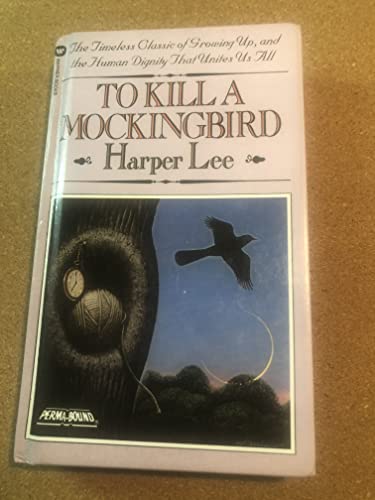 The Timeless Classic of Growing Up, and
the Human Dignity That Unites Us All
TO KILL A
MOCKINGBIRD
Harper Lee
PERMA-BOUND